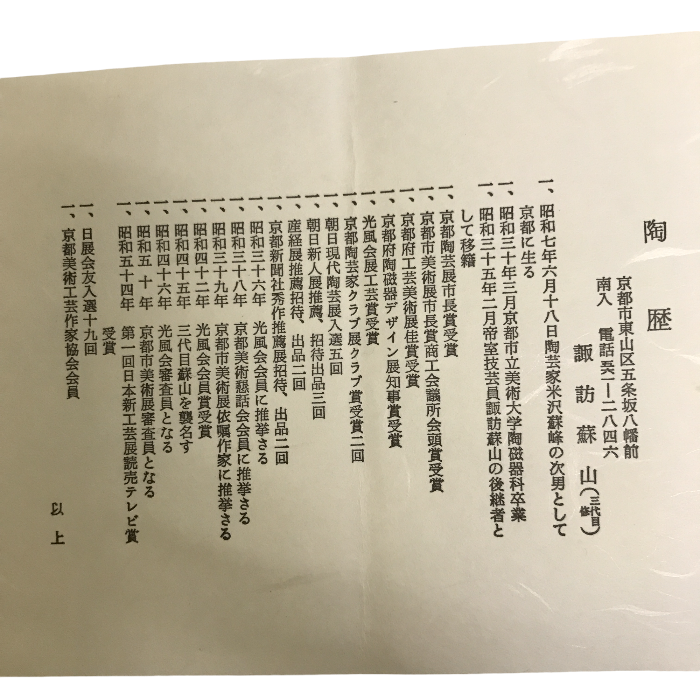 陶歴
京都市東山区五条坂八幡前
南入 電話五六一―二八四六
諏訪蘇山(三代目 修)
一、昭和七年六月十八日陶芸家米沢蘇峰の次男として
京都に生る
一、昭和三十年三月京都市立美術大学陶磁器科卒業
一、昭和三十五年二月帝室技芸員諏訪蘇山の後継者と
して移籍
一、京都陶芸展市長賞受賞
一、京都市美術展市長賞商工会議所会頭賞受賞
一、京都府工芸美術展佳賞受賞
一、京都府陶磁器デザイン展知事賞受賞
一、光風会展工芸賞受賞
一、京都陶芸家クラブ展クラブ賞受賞二回
一、朝日現代陶芸展入選五回
一、朝日新人展推薦、招待出品三回
一、産経展推薦招待、出品二回
一、京都新聞社秀作推薦展招待、出品二回
一、昭和三十六年 光風会会員に推挙さる
一、昭和三十八年 京都美術懇話会会員に推挙さる
一、昭和三十九年 京都市美術展依嘱作家に推挙さる
一、昭和四十二年 光風会会員賞受賞
一、昭和四十五年 三代目蘇山を襲名す
一、昭和四十六年 光風会審査員となる
一、昭和五十年 京都市美術展審査員となる
一、昭和五十四年 第一回日本新工芸展読売テレビ賞
受賞
一、日展会友入選十九回
一、京都美術工芸作家協会会員
以上